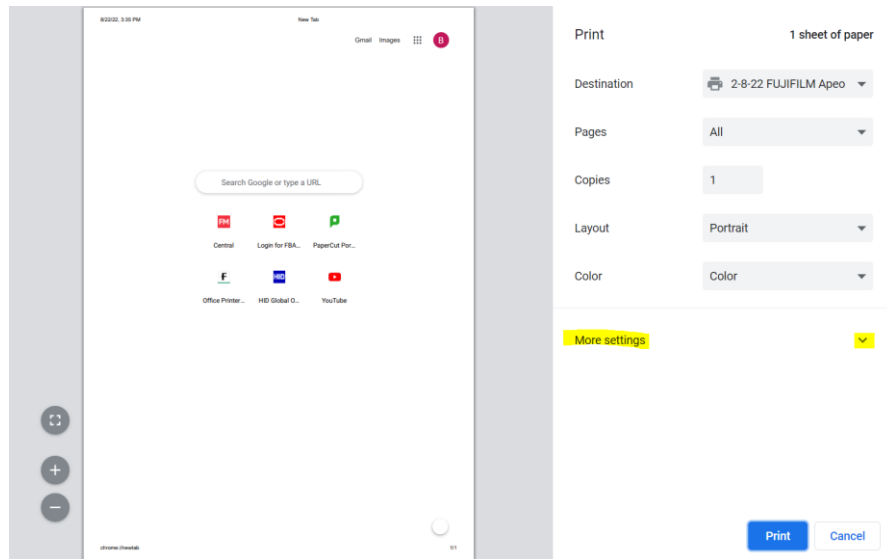 8/22/22, 3:35 PM New Tab
Gmail Images B
Search Google or type a URL
FM HID
Central Login for FBA... PaperCut Por...
F
Office Printer... HID Global O... YouTube
chrome://newtab 1/1
Print 1 sheet of paper
Destination 2-8-22 FUJIFILM Apeo
Pages All
Copies 1
Layout Portrait
Color Color
More settings
Print Cancel